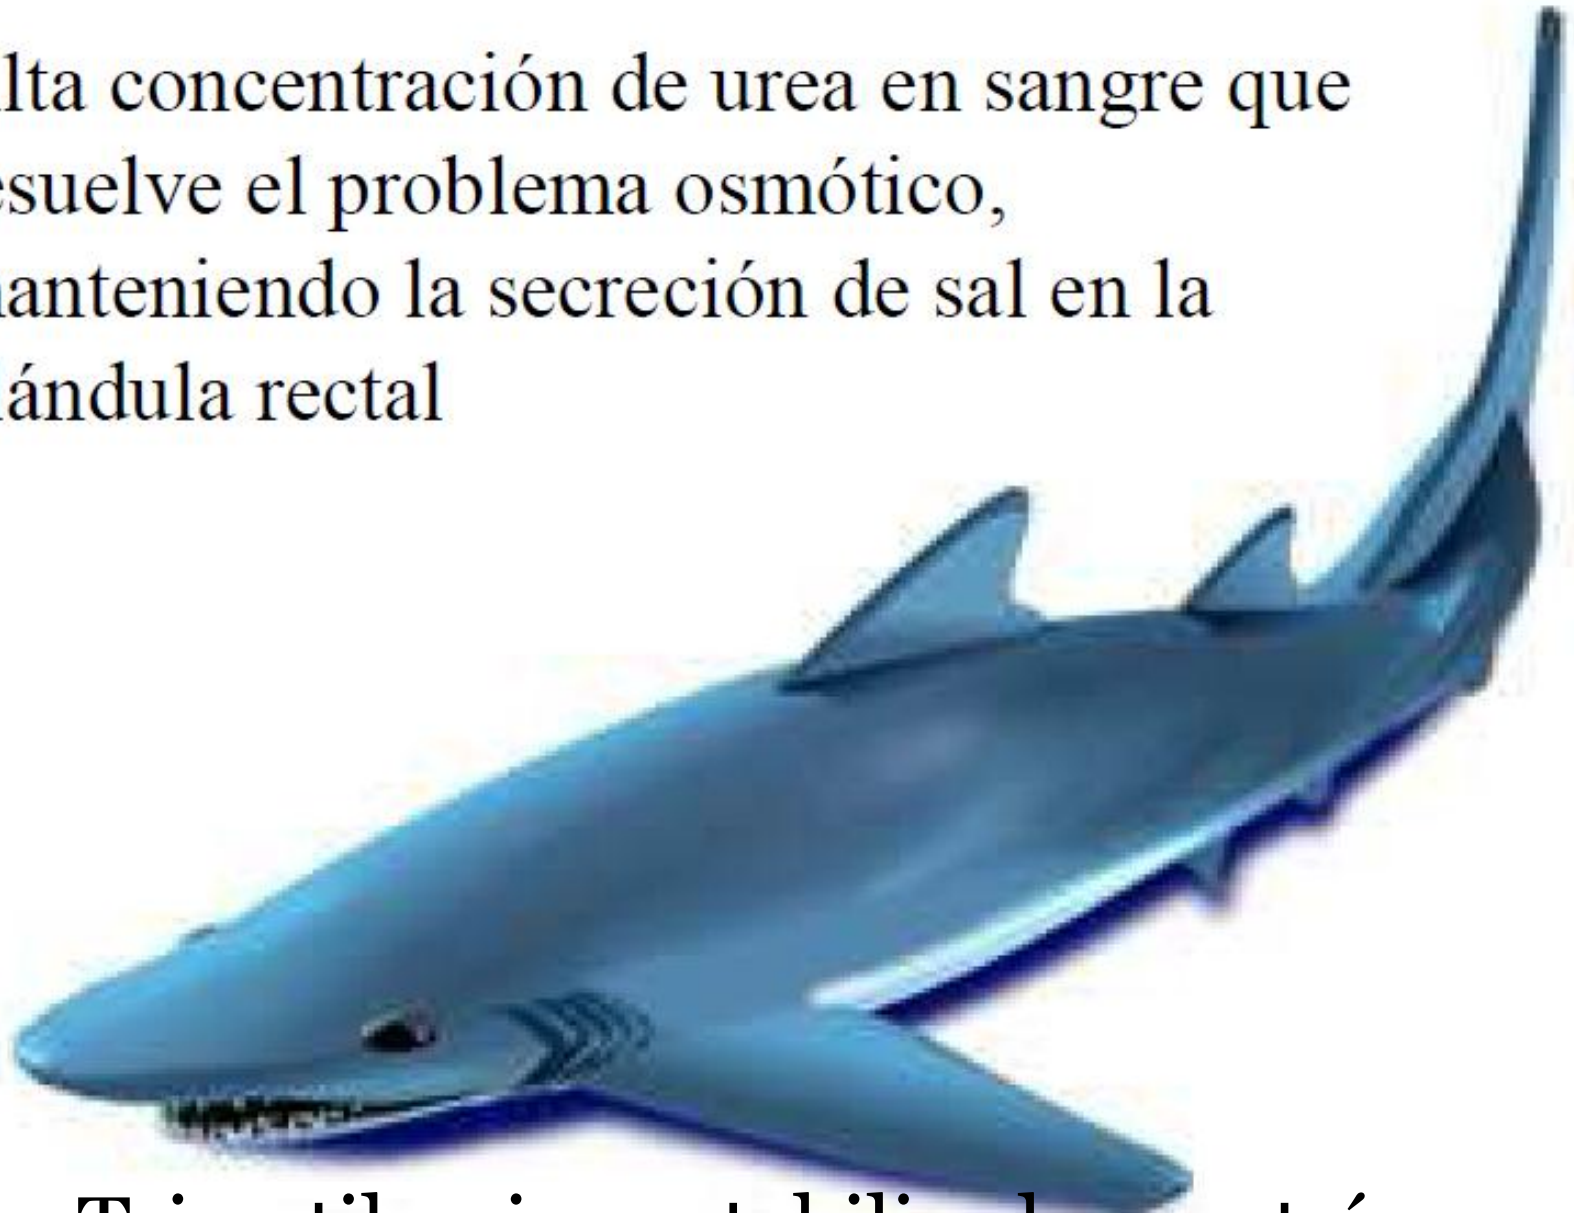 lta concentración de urea en sangre que
esuelve el problema osmótico,
anteniendo la secreción de sal en la
ándula rectal